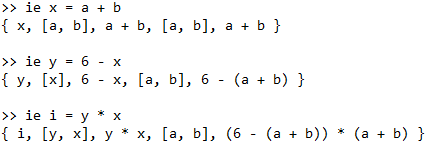 >> ie x = a + b
{ x, [a, b], a + b, [a, b], a + b }
>> ie y = 6 - x
{ y, [x], 6 - x, [a, b], 6 - (a + b) }
>> ie i = y * x
{ i, [y, x], y * x, [a, b], (6 - (a + b)) * (a + b) }